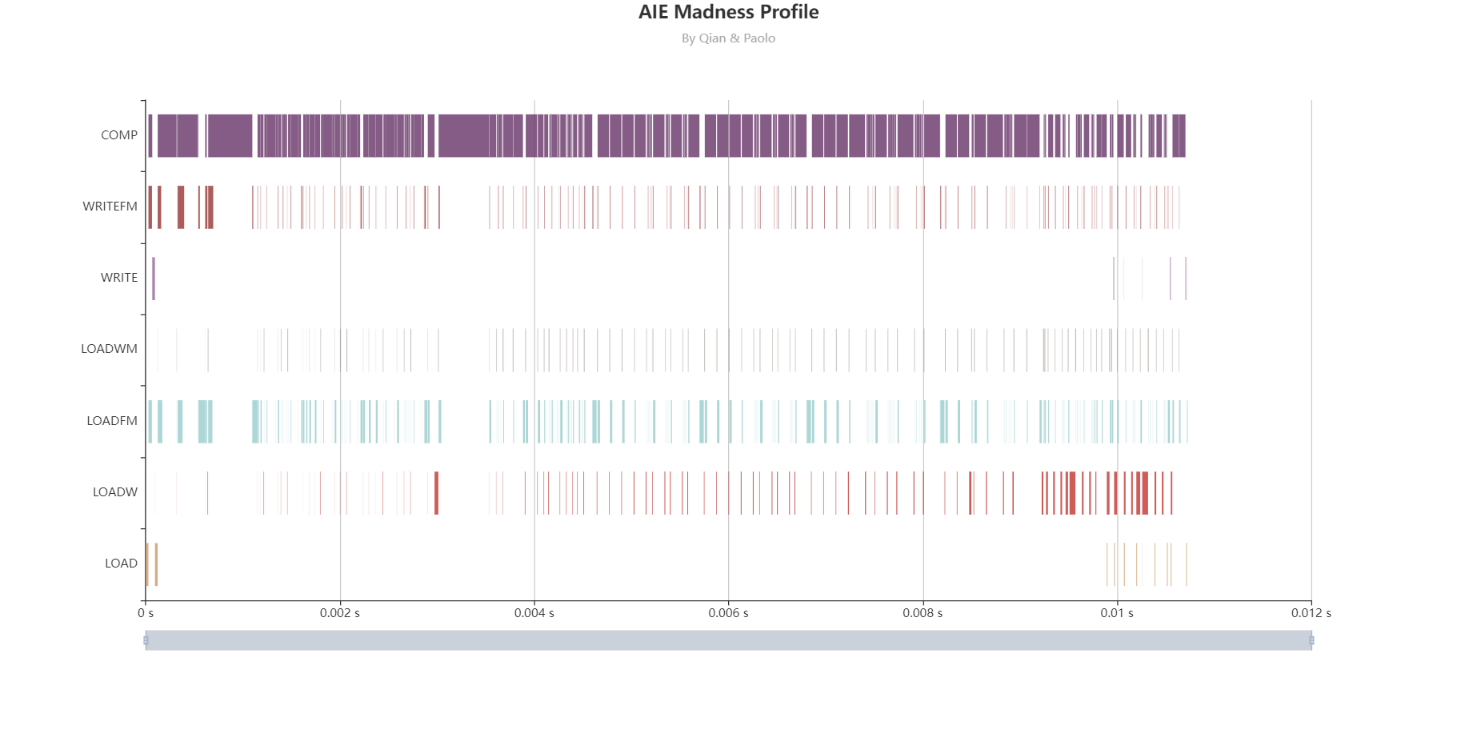 AIE Madness Profile
By Qian & Paolo
COMP
WRITEFM
WRITE
LOADWM
LOADFM
LOADW
LOAD
0 s 0.002 s 0.004 s 0.006 s 0.008 s 0.01 s 0.012 s